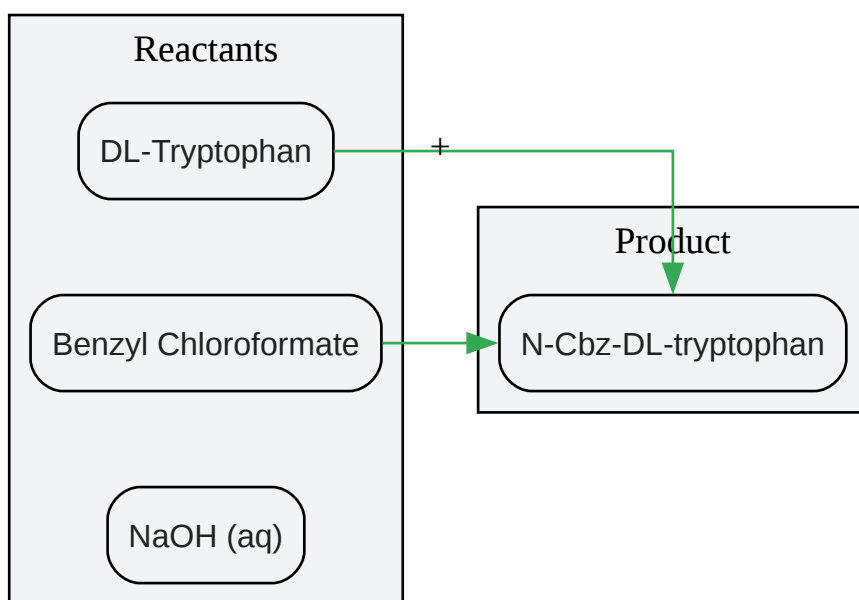 Reactants
DL-Tryptophan
+
Product
Benzyl Chloroformate
N-Cbz-DL-tryptophan
NaOH (aq)